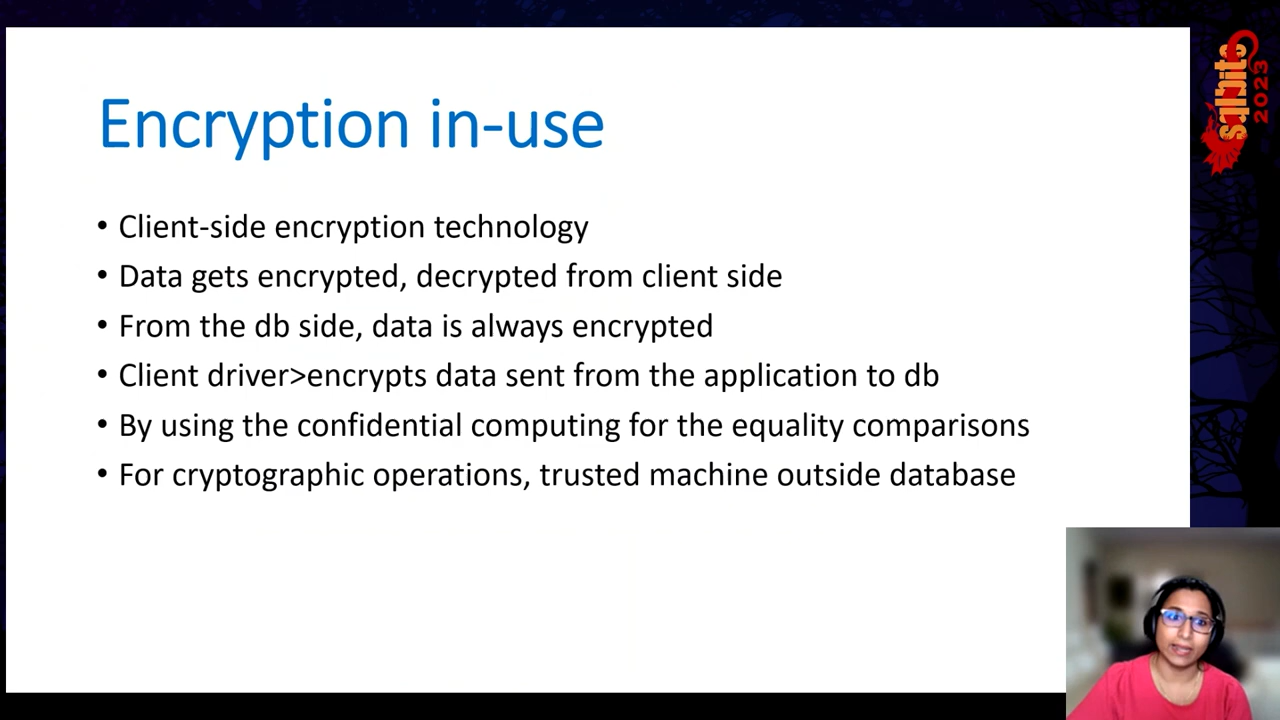 Encryption in-use
• Client-side encryption technology
• Data gets encrypted, decrypted from client side
• From the db side, data is always encrypted
• Client driver>encrypts data sent from the application to db
• By using the confidential computing for the equality comparisons
• For cryptographic operations, trusted machine outside database
sqlbits
2023